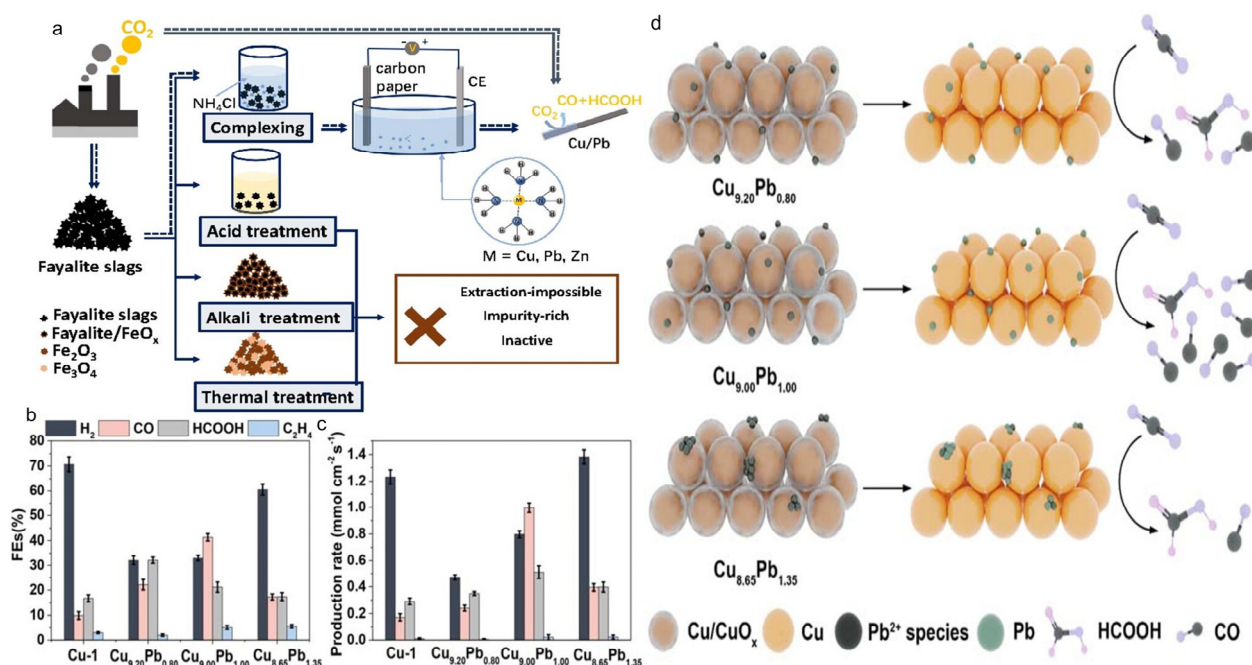 a
CO₂
NH₄Cl
Complexing
Acid treatment
Alkali treatment
Thermal treatment
Fayalite slags
Fayalite slags
Fayalite/FeOₓ
Fe₂O₃
Fe₃O₄
- V +
carbon
paper
CE
CO+HCOOH
CO₂
Cu/Pb
H H H H H H H H H H H H
N N N N
M
M = Cu, Pb, Zn
Extraction-impossible
Impurity-rich
Inactive
b
H₂ CO HCOOH C₂H₄
FEs(%)
80
70
60
50
40
30
20
10
0
Cu-1 Cu₉.₂₀Pb₀.₈₀ Cu₉.₀₀Pb₁.₀₀ Cu₈.₆₅Pb₁.₃₅
c
Production rate (mmol cm⁻² s⁻¹)
1.4
1.2
1.0
0.8
0.6
0.4
0.2
0.0
Cu-1 Cu₉.₂₀Pb₀.₈₀ Cu₉.₀₀Pb₁.₀₀ Cu₈.₆₅Pb₁.₃₅
d
Cu₉.₂₀Pb₀.₈₀
Cu₉.₀₀Pb₁.₀₀
Cu₈.₆₅Pb₁.₃₅
Cu/CuOₓ Cu Pb²⁺ species Pb HCOOH CO